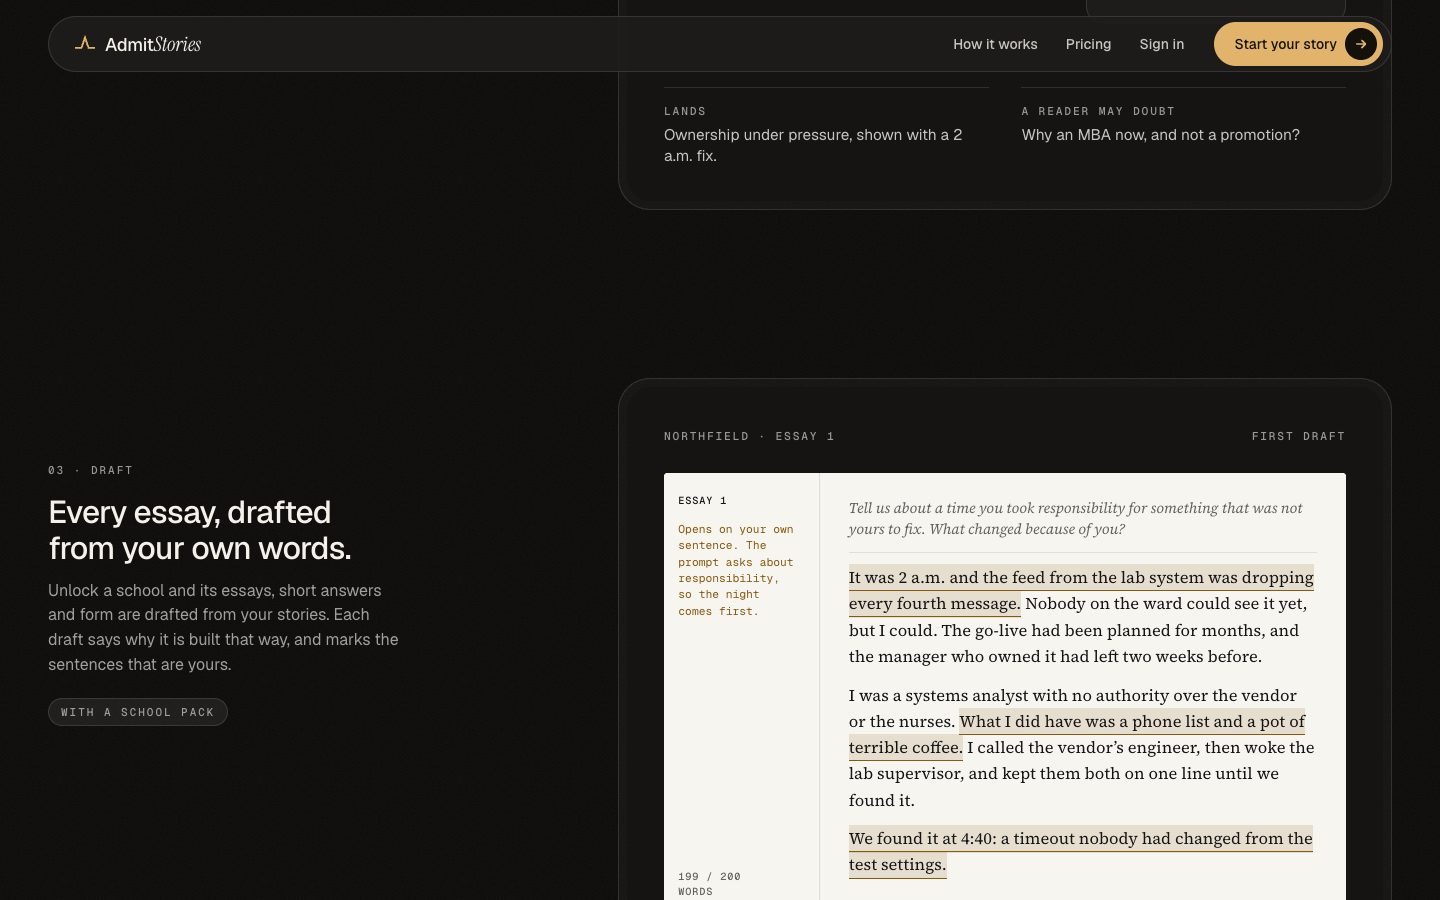 AdmitStories
How it works
Pricing
Sign in
Start your story
LANDS
Ownership under pressure, shown with a 2
a.m. fix.
A READER MAY DOUBT
Why an MBA now, and not a promotion?
03 · DRAFT
Every essay, drafted
from your own words.
Unlock a school and its essays, short answers
and form are drafted from your stories. Each
draft says why it is built that way, and marks the
sentences that are yours.
WITH A SCHOOL PACK
NORTHFIELD · ESSAY 1
FIRST DRAFT
ESSAY 1
Opens on your own
sentence. The
prompt asks about
responsibility,
so the night
comes first.
199 / 200
WORDS
Tell us about a time you took responsibility for something that was not
yours to fix. What changed because of you?
It was 2 a.m. and the feed from the lab system was dropping
every fourth message. Nobody on the ward could see it yet,
but I could. The go-live had been planned for months, and
the manager who owned it had left two weeks before.
I was a systems analyst with no authority over the vendor
or the nurses. What I did have was a phone list and a pot of
terrible coffee. I called the vendor’s engineer, then woke the
lab supervisor, and kept them both on one line until we
found it.
We found it at 4:40: a timeout nobody had changed from the
test settings.